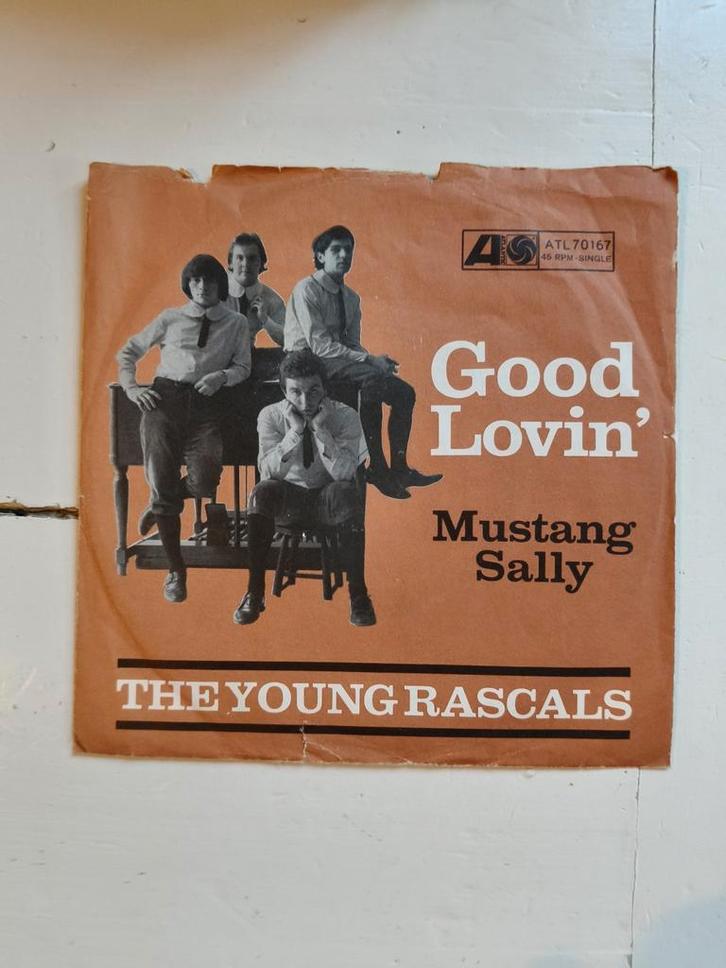 ATL 70167
45 RPM - SINGLE
Good
Lovin’
Mustang
Sally
THE YOUNG RASCALS